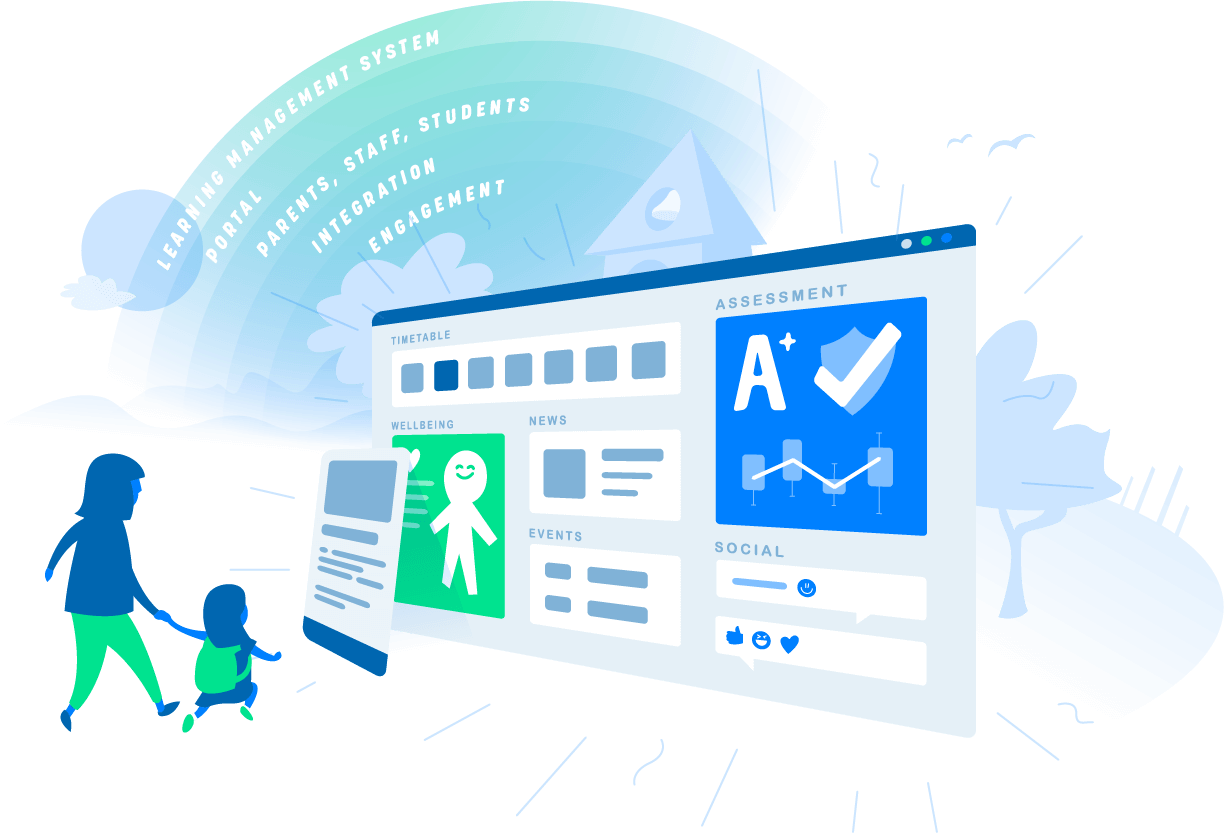 LEARNING MANAGEMENT SYSTEM
PORTAL
PARENTS, STAFF, STUDENTS
INTEGRATION
ENGAGEMENT
TIMETABLE
ASSESSMENT
A+
WELLBEING
NEWS
EVENTS
SOCIAL